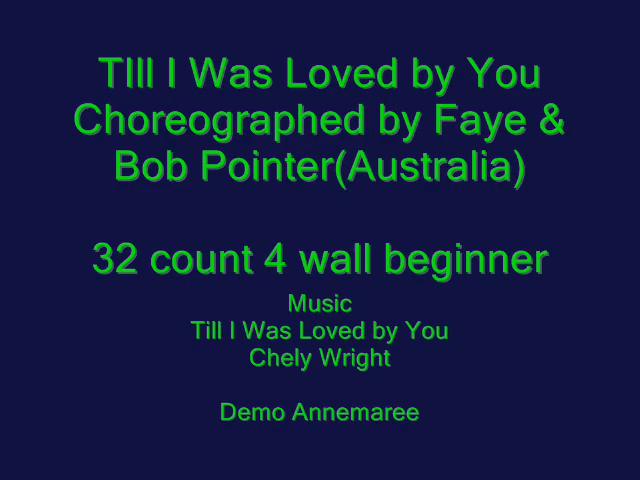 TIll I Was Loved by You
Choreographed by Faye &
Bob Pointer(Australia)
32 count 4 wall beginner
Music
Till I Was Loved by You
Chely Wright
Demo Annemaree